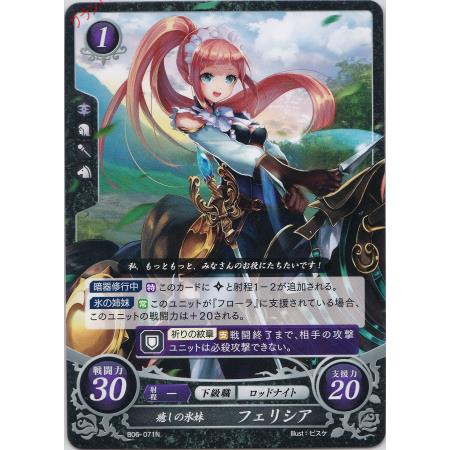 1
私、もっともっと、みなさんのお役にたちたいです!
暗器修行中 特 このカードに と射程1-2が追加される。
氷の姉妹 常 このユニットが『フローラ』に支援されている場合、
このユニットの戦闘力は+20される。
祈りの紋章 支 戦闘終了まで、相手の攻撃
ユニットは必殺攻撃できない。
戦闘力
30
射程 一
下級職
ロッドナイト
支援力
20
癒しの氷妹 フェリシア
B06-071N
Illust:ピスケ